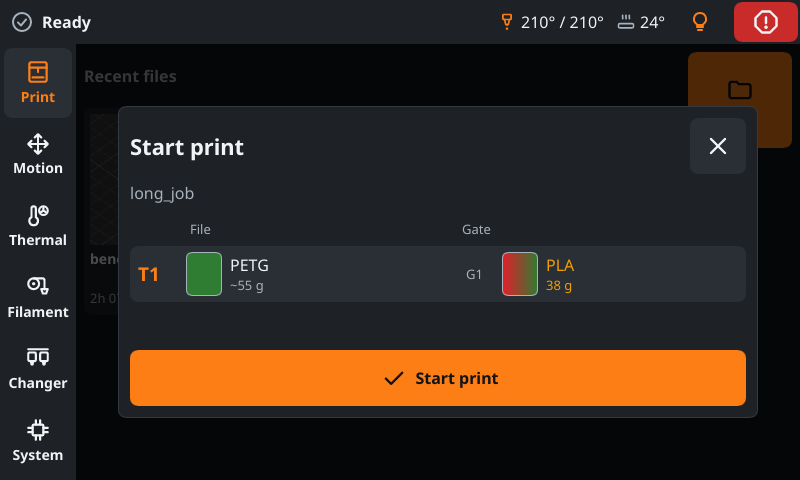 Ready
210° / 210°
24°
Print
Motion
Thermal
Filament
Changer
System
Recent files
2h
Start print
long_job
File
Gate
T1
PETG
~55 g
G1
PLA
38 g
Start print